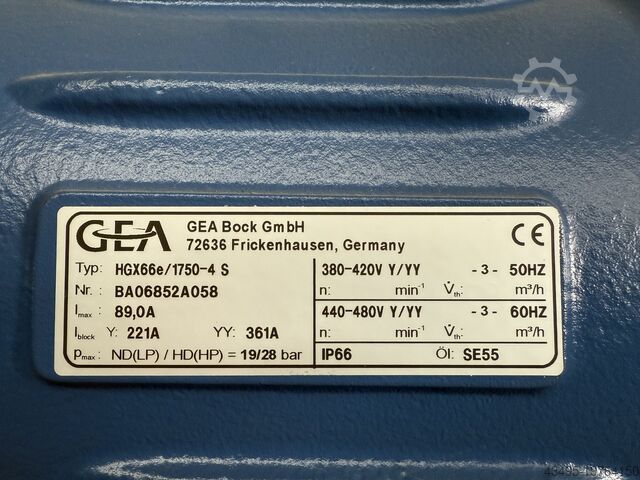 GEA
GEA Bock GmbH
72636 Frickenhausen, Germany
CE
Typ: HGX66e/1750-4 S
Nr. : BA06852A058
Imax : 89,0A
Iblock Y: 221A YY: 361A
pmax : ND(LP) / HD(HP) = 19/28 bar
380-420V Y/YY -3- 50HZ
n: min-1 V̇th: m³/h
440-480V Y/YY -3- 60HZ
n: min-1 V̇th: m³/h
IP66 Öl: SE55